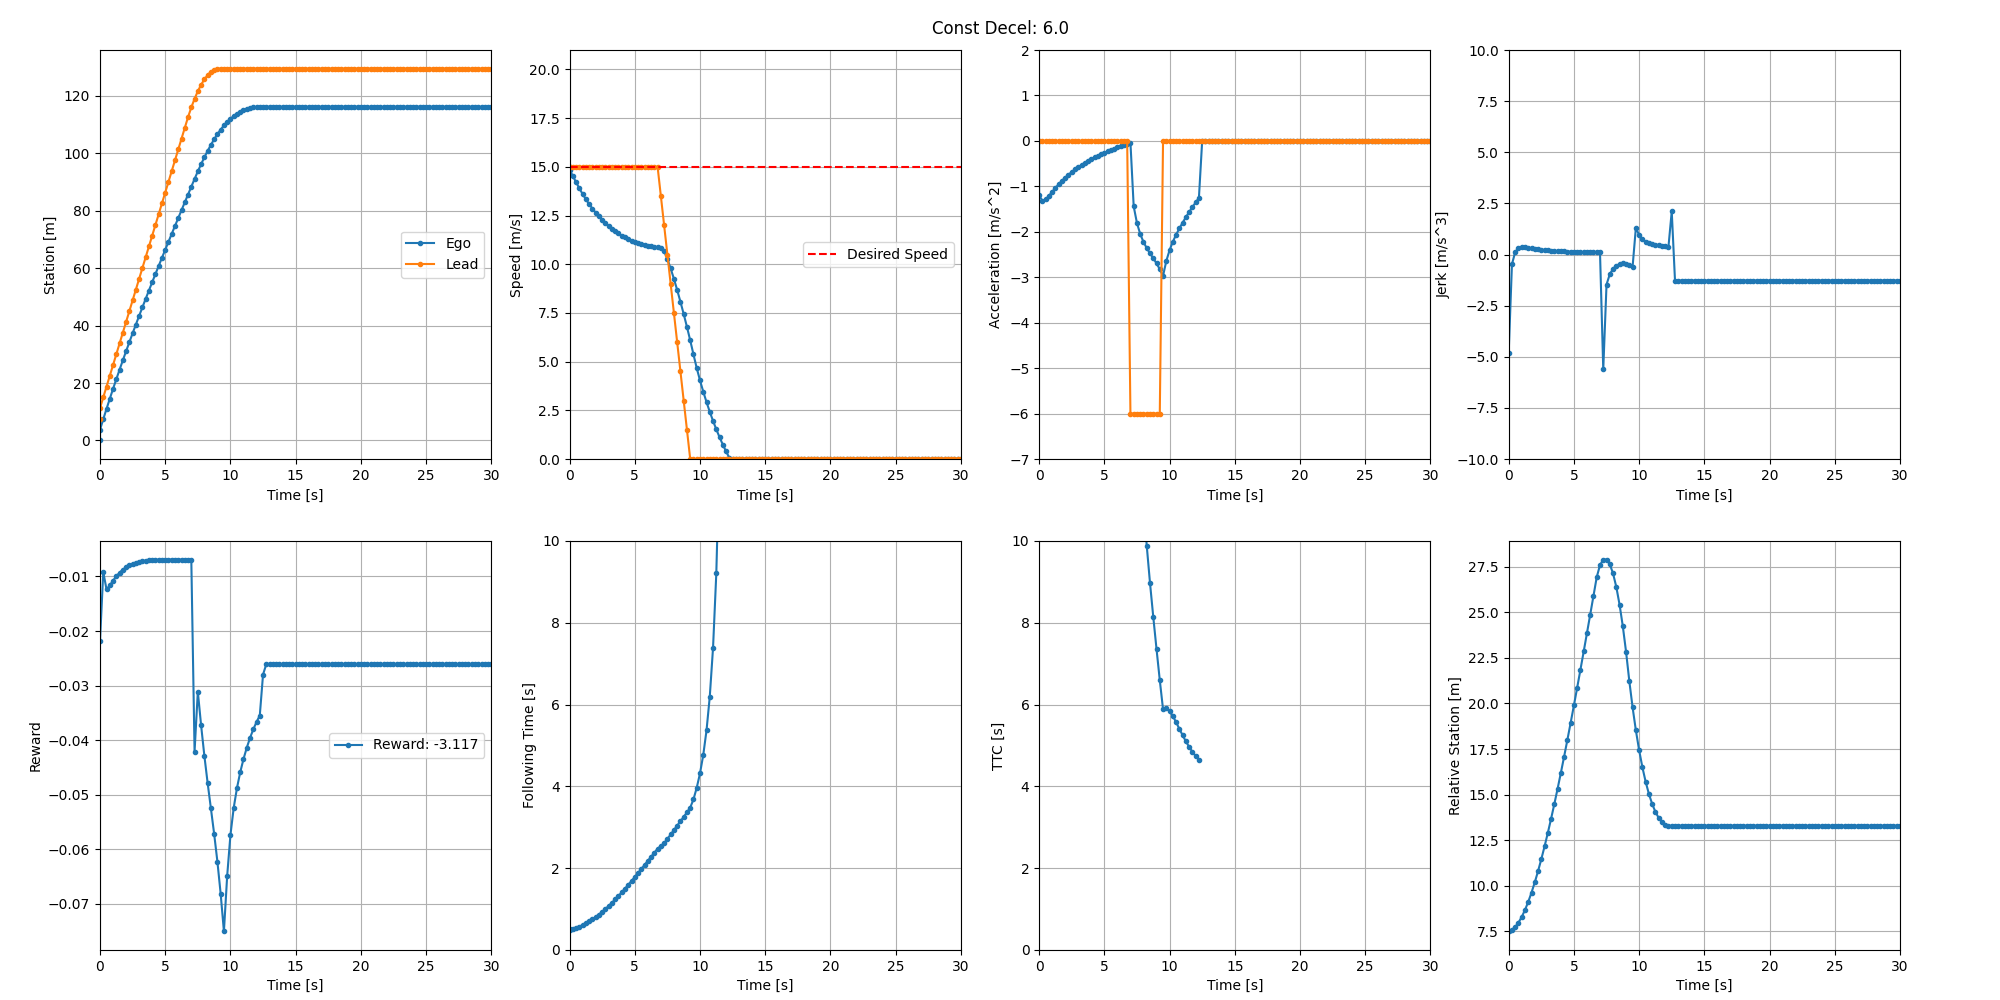 Const Decel: 6.0
120
100
80
60
40
20
0
Station [m]
Ego
Lead
0 5 10 15 20 25 30
Time [s]
20.0
17.5
15.0
12.5
10.0
7.5
5.0
2.5
0.0
Speed [m/s]
Desired Speed
0 5 10 15 20 25 30
Time [s]
2
1
0
−1
−2
−3
−4
−5
−6
−7
Acceleration [m/s^2]
0 5 10 15 20 25 30
Time [s]
10.0
7.5
5.0
2.5
0.0
−2.5
−5.0
−7.5
−10.0
Jerk [m/s^3]
0 5 10 15 20 25 30
Time [s]
−0.01
−0.02
−0.03
−0.04
−0.05
−0.06
−0.07
Reward
Reward: -3.117
0 5 10 15 20 25 30
Time [s]
10
8
6
4
2
0
Following Time [s]
0 5 10 15 20 25 30
Time [s]
10
8
6
4
2
0
TTC [s]
0 5 10 15 20 25 30
Time [s]
27.5
25.0
22.5
20.0
17.5
15.0
12.5
10.0
7.5
Relative Station [m]
0 5 10 15 20 25 30
Time [s]